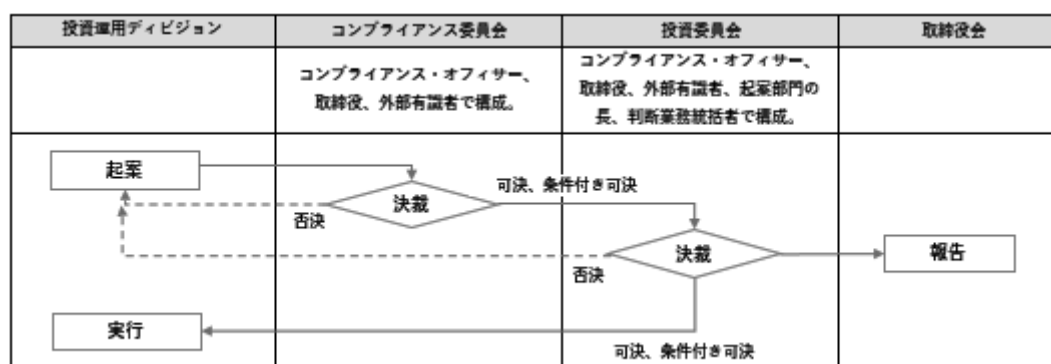 投資運用ディビジョン
コンプライアンス委員会
投資委員会
取締役会
コンプライアンス・オフィサー、
取締役、外部有識者で構成。
コンプライアンス・オフィサー、
取締役、外部有識者、起案部門の
長、判断業務統括者で構成。
起案
決裁
可決、条件付き可決
否決
決裁
報告
否決
実行
可決、条件付き可決